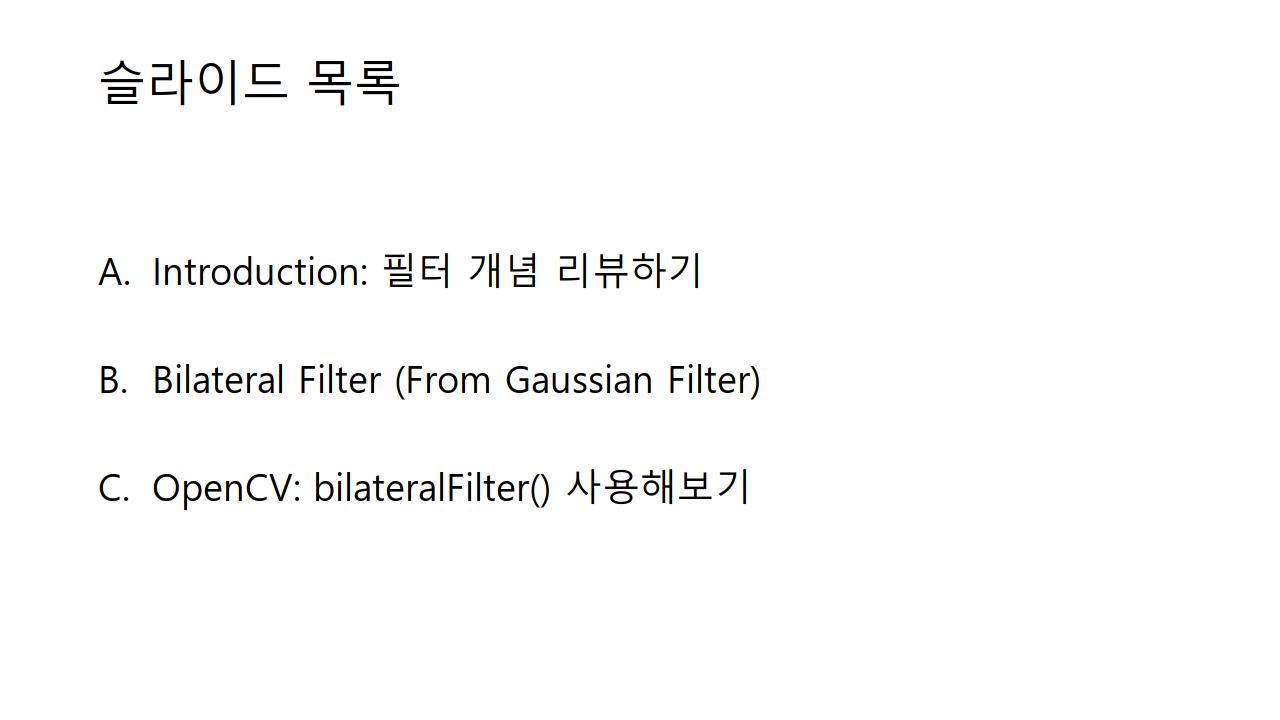 슬라이드 목록
A. Introduction: 필터 개념 리뷰하기
B. Bilateral Filter (From Gaussian Filter)
C. OpenCV: bilateralFilter() 사용해보기